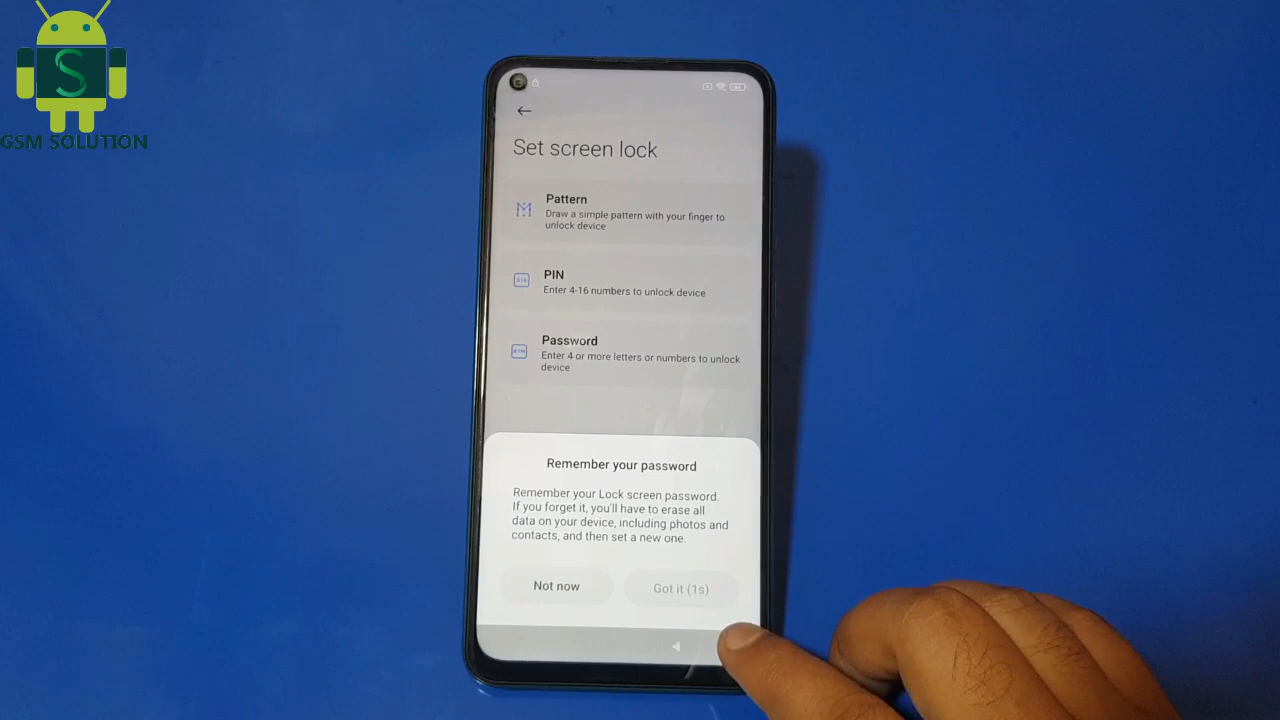 S
GSM SOLUTION
Set screen lock
Pattern
Draw a simple pattern with your finger to
unlock device
PIN
Enter 4-16 numbers to unlock device
Password
Enter 4 or more letters or numbers to unlock
device
Remember your password
Remember your Lock screen password.
If you forget it, you'll have to erase all
data on your device, including photos and
contacts, and then set a new one.
Not now
Got it (1s)